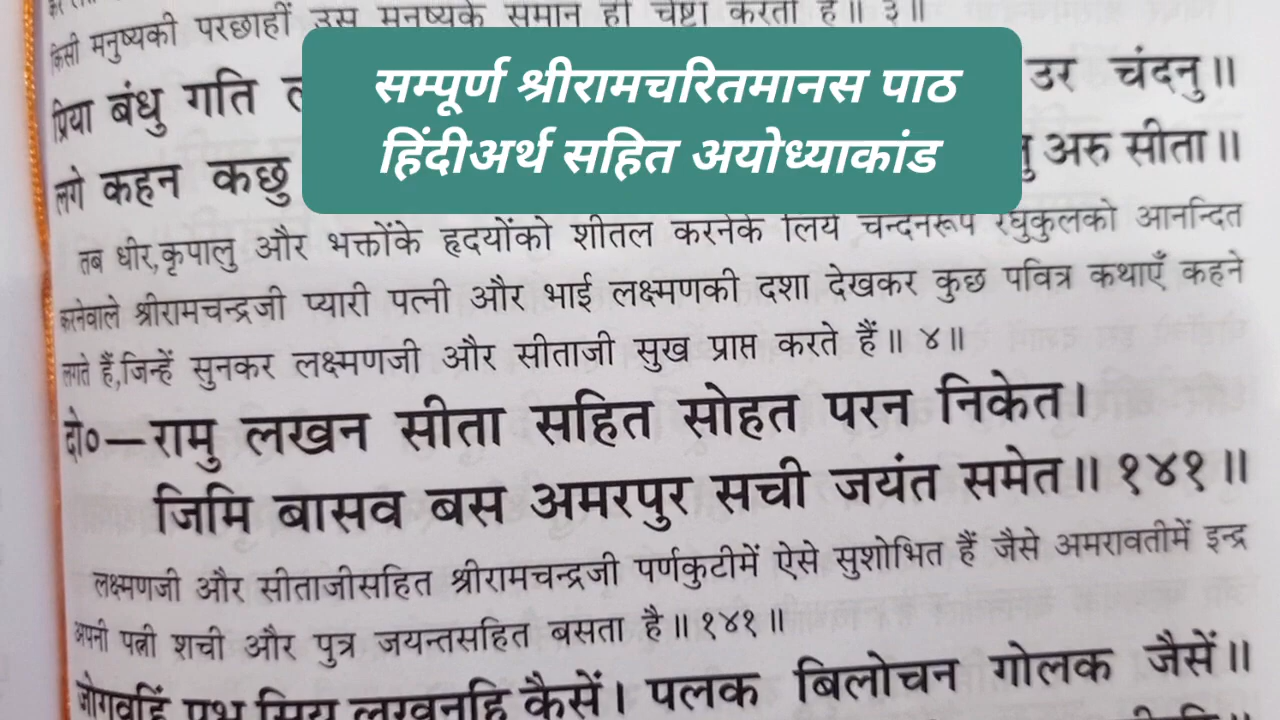 किसी मनुष्यकी परछाहीं उस मनुष्यके समान ही चेष्टा करती है॥ ३॥
सम्पूर्ण श्रीरामचरितमानस पाठ
हिंदीअर्थ सहित अयोध्याकांड
प्रिया बंधु गति उर चंदनु॥
लगे कहन कछु अरु सीता॥
तब धीर,कृपालु और भक्तोंके हृदयोंको शीतल करनेके लिये चन्दनरूप रघुकुलको आनन्दित
करनेवाले श्रीरामचन्द्रजी प्यारी पत्नी और भाई लक्ष्मणकी दशा देखकर कुछ पवित्र कथाएँ कहने
लगते हैं,जिन्हें सुनकर लक्ष्मणजी और सीताजी सुख प्राप्त करते हैं॥ ४॥
दो०—रामु लखन सीता सहित सोहत परन निकेत।
जिमि बासव बस अमरपुर सची जयंत समेत॥ १४१॥
लक्ष्मणजी और सीताजीसहित श्रीरामचन्द्रजी पर्णकुटीमें ऐसे सुशोभित हैं जैसे अमरावतीमें इन्द्र
अपनी पत्नी शची और पुत्र जयन्तसहित बसता है॥ १४१॥
जोगवहिं प्रभु सिय लखनहि कैसें। पलक बिलोचन गोलक जैसें॥